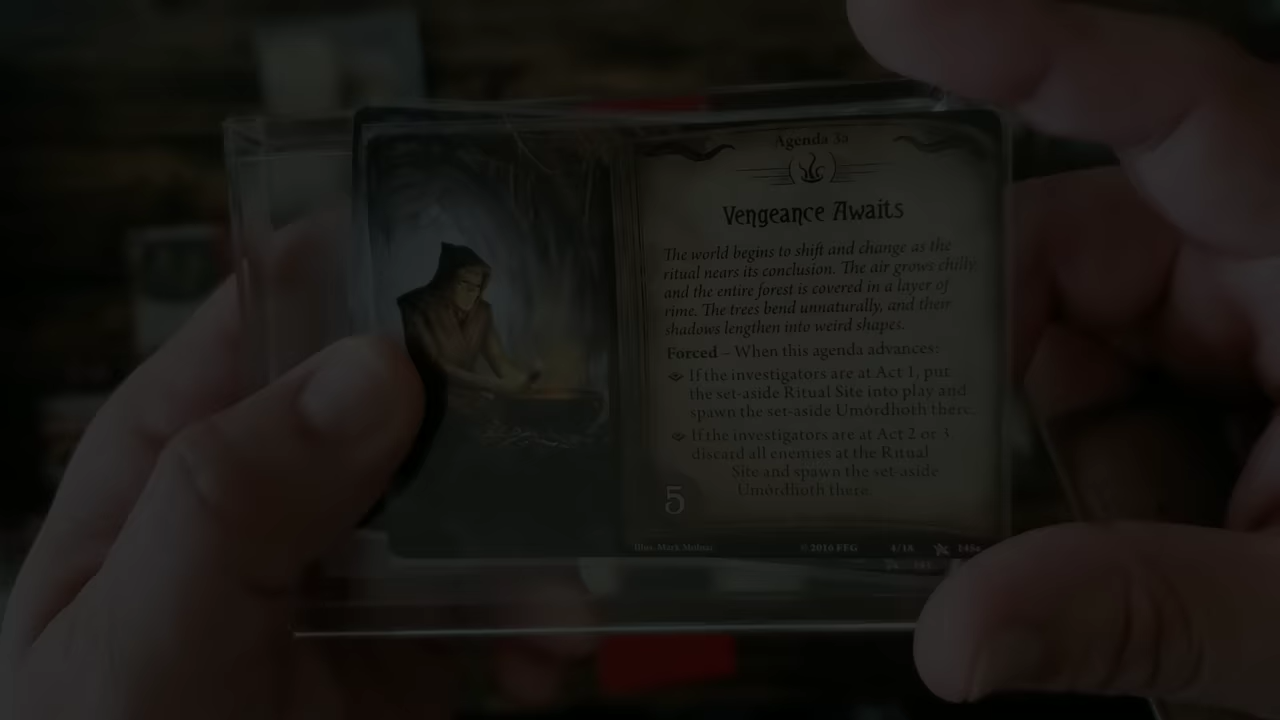 Agenda 3a
Vengeance Awaits
The world begins to shift and change as the
ritual nears its conclusion. The air grows chilly
and the entire forest is covered in a layer of
rime. The trees bend unnaturally, and their
shadows lengthen into weird shapes.
Forced – When this agenda advances:
If the investigators are at Act 1, put
the set-aside Ritual Site into play and
spawn the set-aside Umôrdhoth there.
If the investigators are at Act 2 or 3,
discard all enemies at the Ritual
Site and spawn the set-aside
Umôrdhoth there.
5
Illus. Mark Molnar © 2016 FFG 4/16